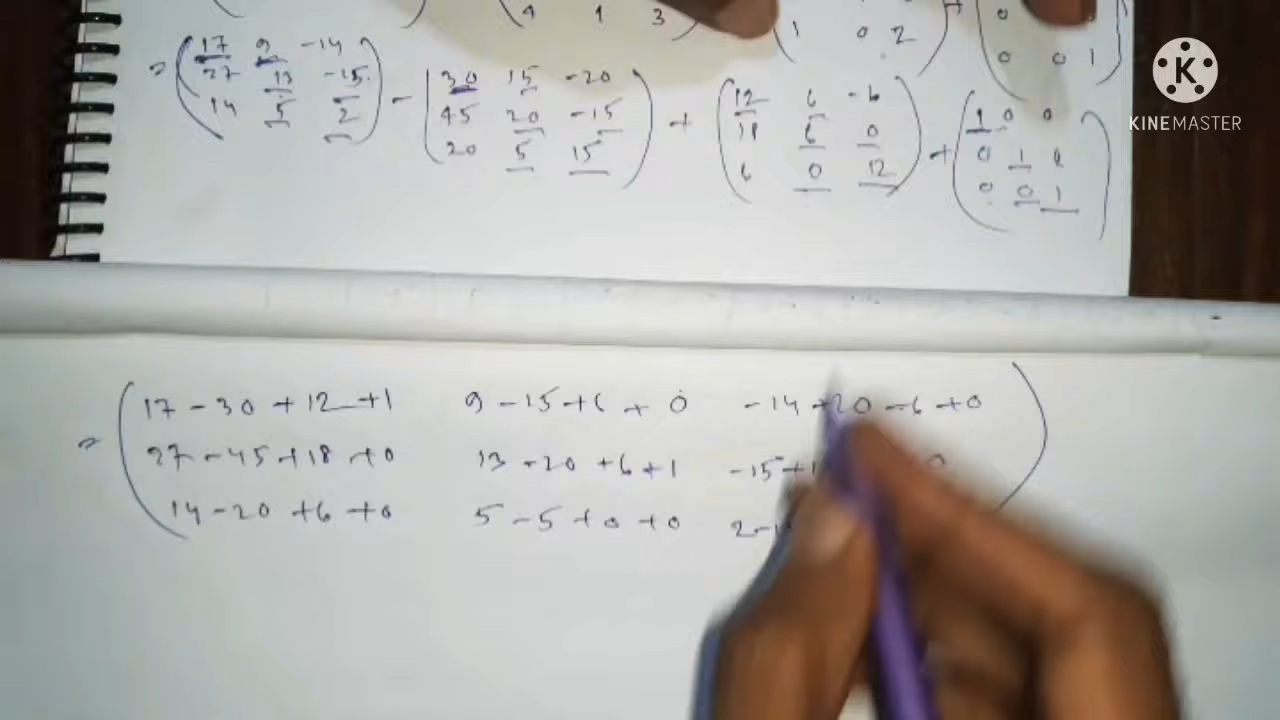 4 1 3
1 0 2
0
0 0 1
K
KINEMASTER
= ( 17 9 -14 ) - ( 30 15 -20 ) + ( 12 6 -6 ) + ( 1 0 0 )
27 13 -15 45 20 -15 18 6 0 0 1 0
14 5 2 20 5 15 6 0 12 0 0 1
17 - 30 + 12 + 1 9 - 15 + 6 + 0 -14 + 20 - 6 + 0
= 27 - 45 + 18 + 0 13 - 20 + 6 + 1 -15 + 1 0
14 - 20 + 6 + 0 5 - 5 + 0 + 0 2 - 1